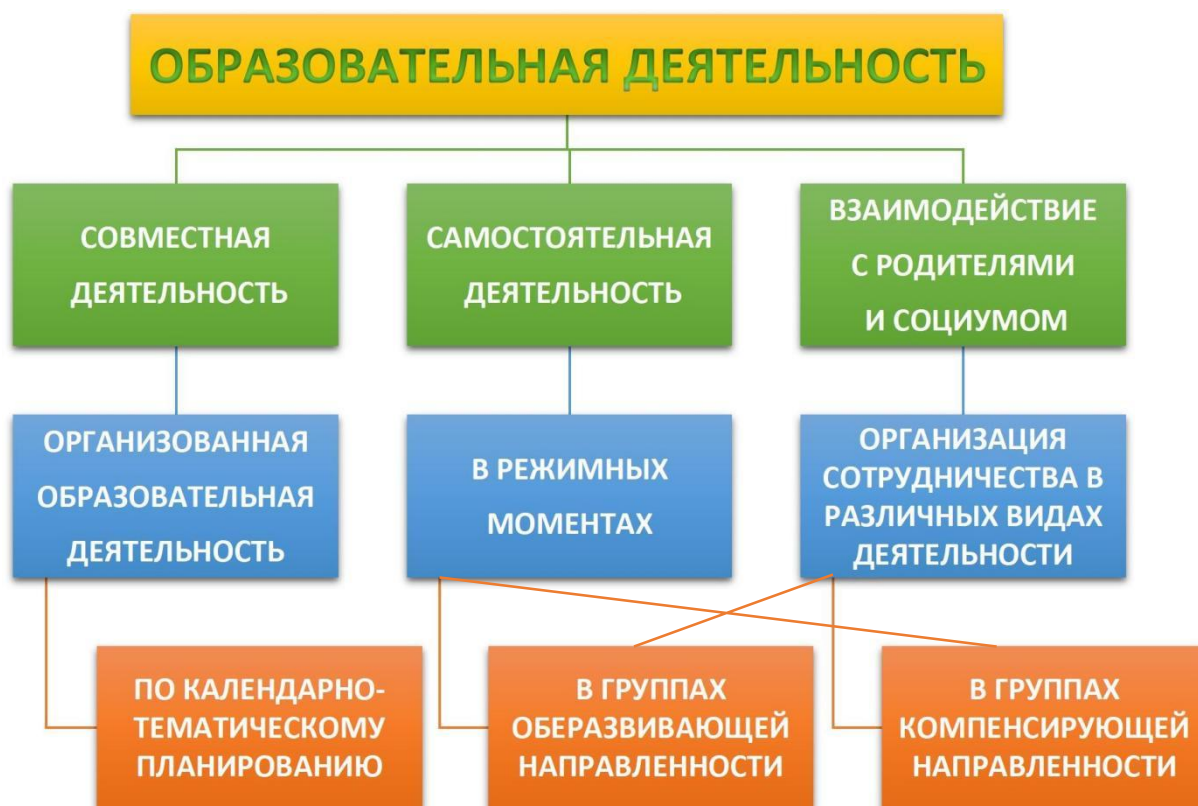 ОБРАЗОВАТЕЛЬНАЯ ДЕЯТЕЛЬНОСТЬ
СОВМЕСТНАЯ
ДЕЯТЕЛЬНОСТЬ
САМОСТОЯТЕЛЬНАЯ
ДЕЯТЕЛЬНОСТЬ
ВЗАИМОДЕЙСТВИЕ
С РОДИТЕЛЯМИ
И СОЦИУМОМ
ОРГАНИЗОВАННАЯ
ОБРАЗОВАТЕЛЬНАЯ
ДЕЯТЕЛЬНОСТЬ
В РЕЖИМНЫХ
МОМЕНТАХ
ОРГАНИЗАЦИЯ
СОТРУДНИЧЕСТВА В
РАЗЛИЧНЫХ ВИДАХ
ДЕЯТЕЛЬНОСТИ
ПО КАЛЕНДАРНО-
ТЕМАТИЧЕСКОМУ
ПЛАНИРОВАНИЮ
В ГРУППАХ
ОБЕРАЗВИВАЮЩЕЙ
НАПРАВЛЕННОСТИ
В ГРУППАХ
КОМПЕНСИРУЮЩЕЙ
НАПРАВЛЕННОСТИ